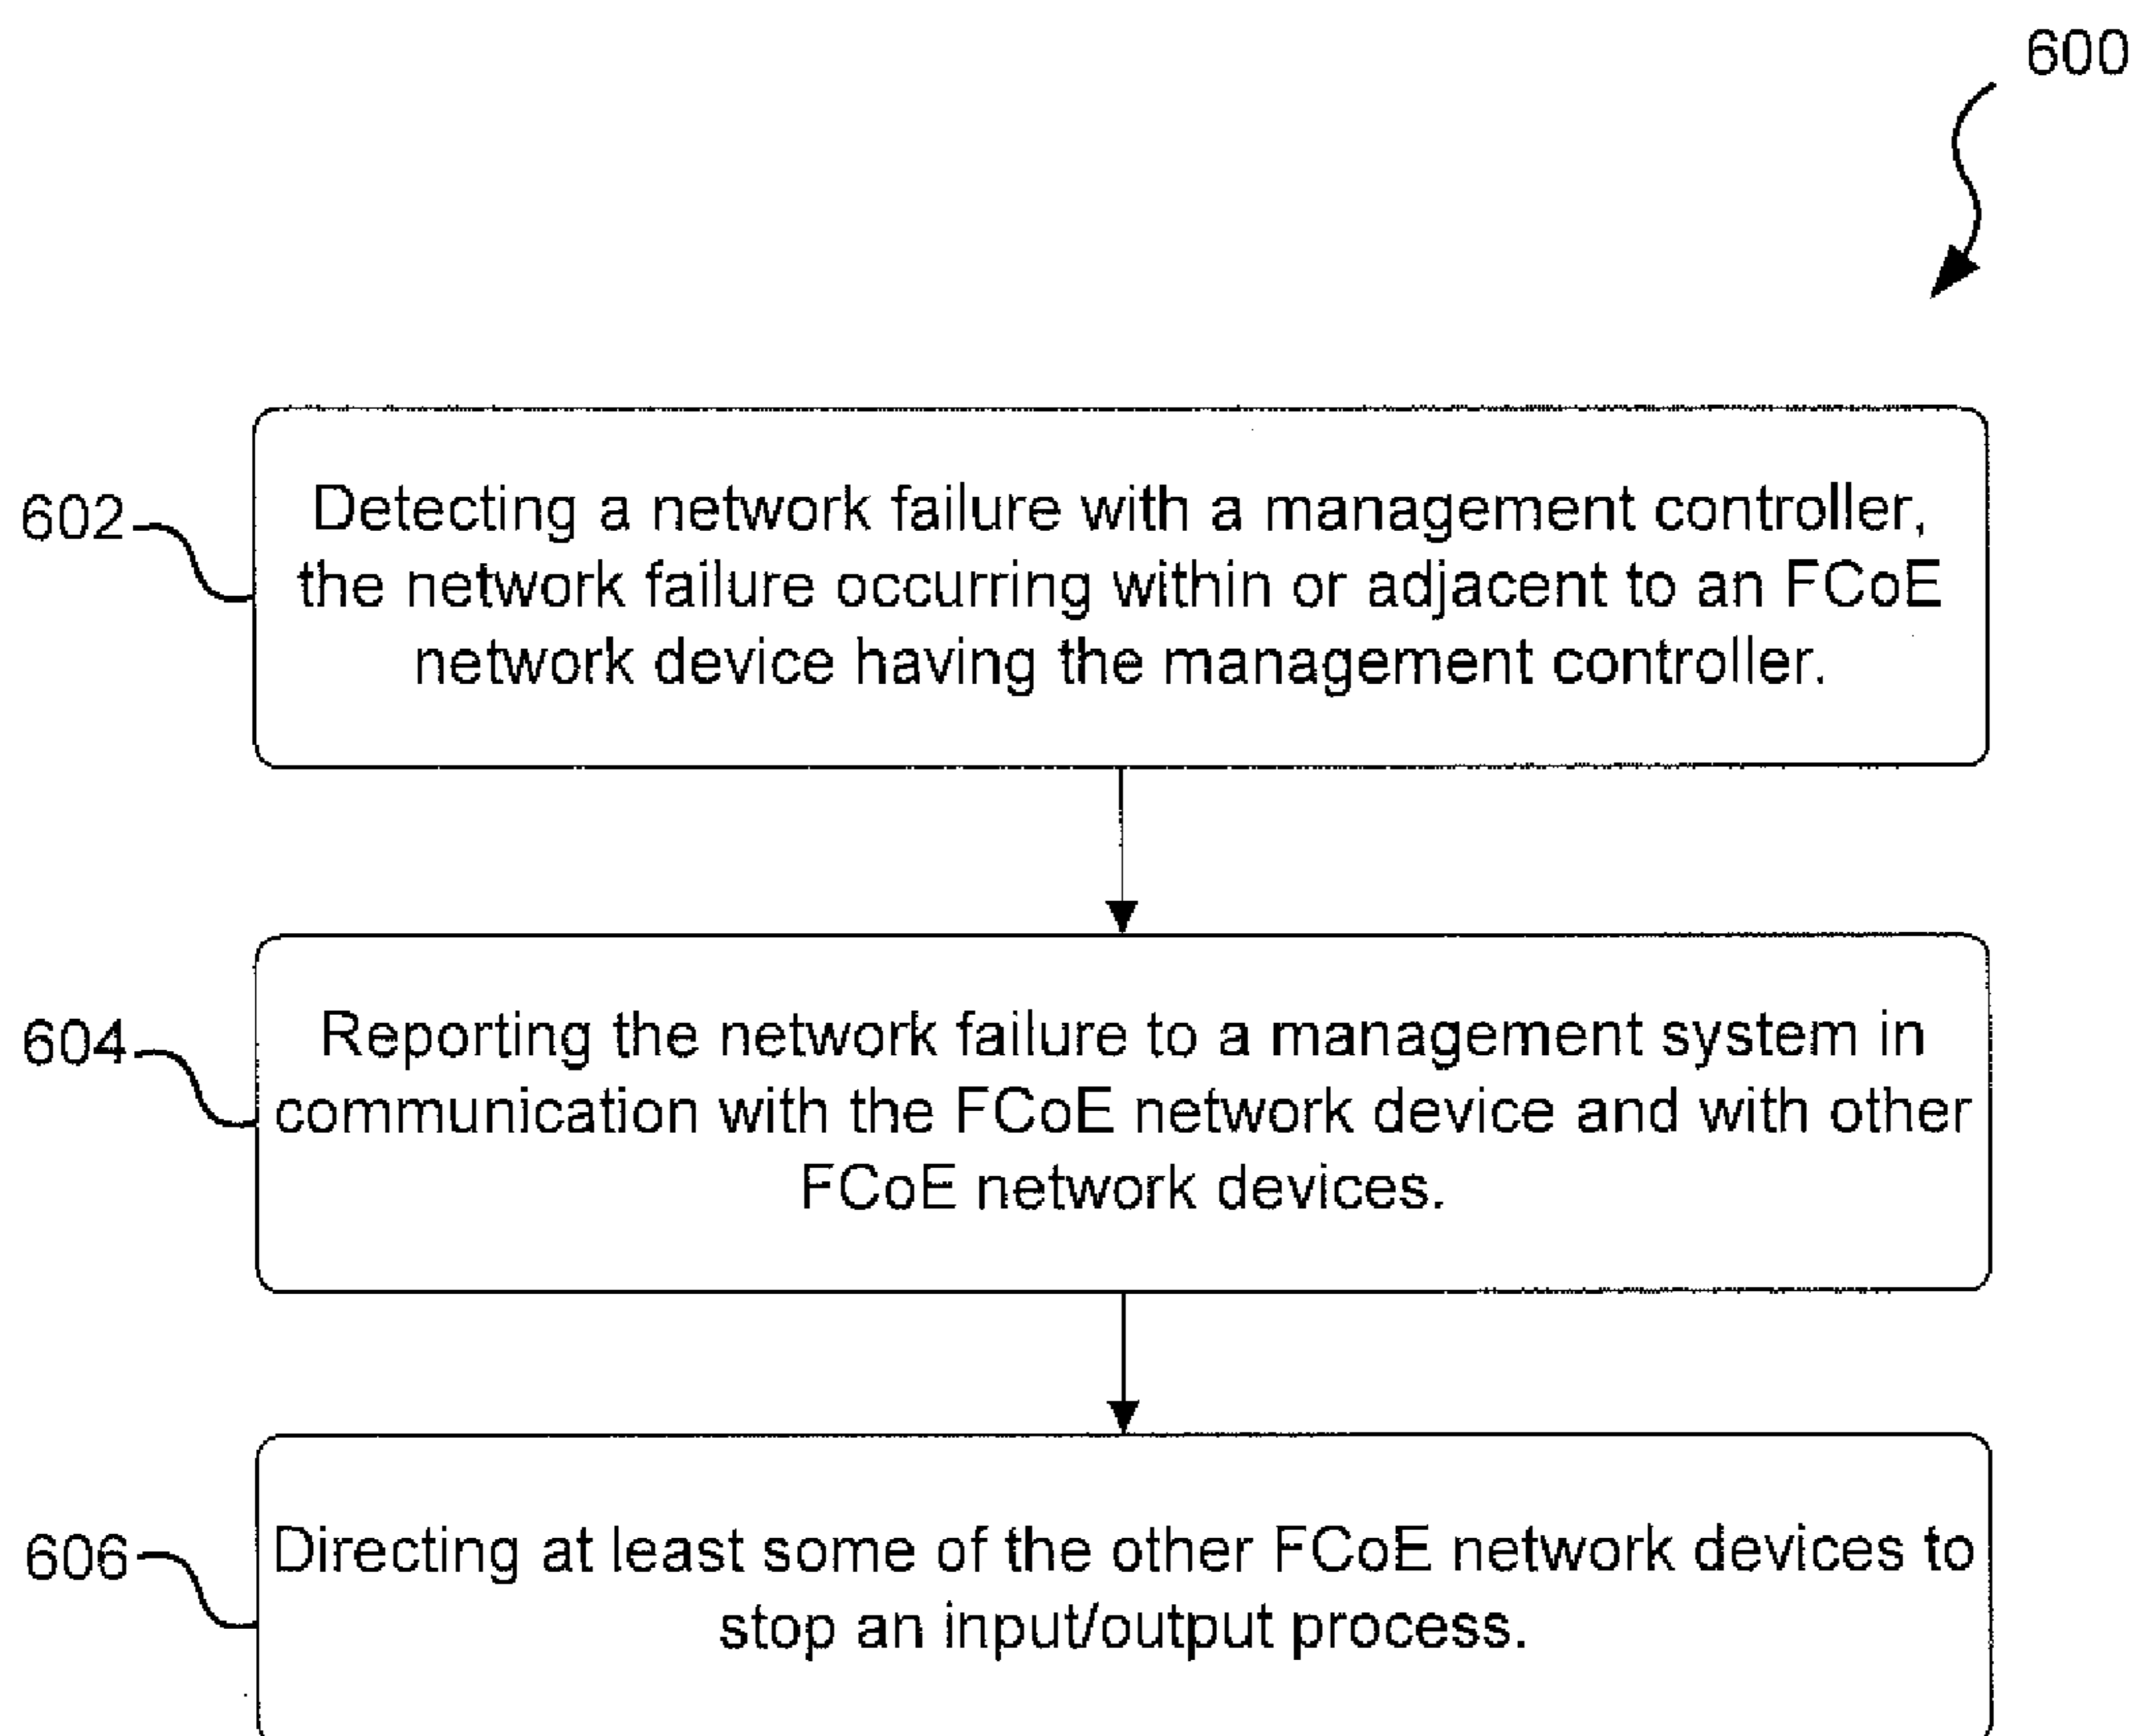 600
602
Detecting a network failure with a management controller,
the network failure occurring within or adjacent to an FCoE
network device having the management controller.
604
Reporting the network failure to a management system in
communication with the FCoE network device and with other
FCoE network devices.
606
Directing at least some of the other FCoE network devices to
stop an input/output process.